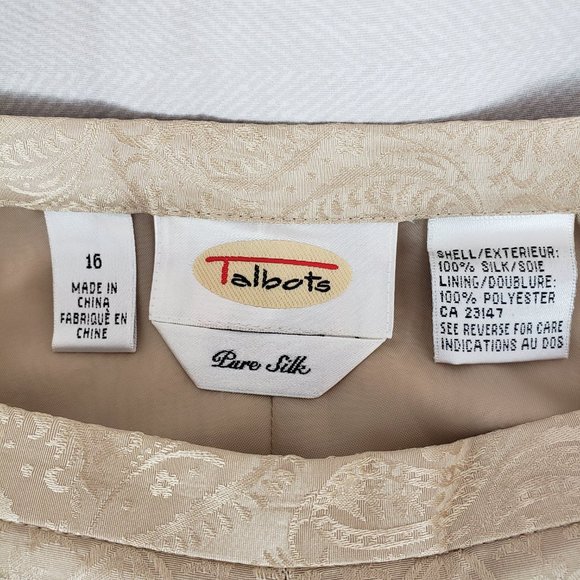 16
MADE IN
CHINA
FABRIQUÈ EN
CHINE
Talbots
Pure Silk
SHELL/EXTERIEUR:
100% SILK/SOIE
LINING/DOUBLURE:
100% POLYESTER
CA 23147
SEE REVERSE FOR CARE
INDICATIONS AU DOS